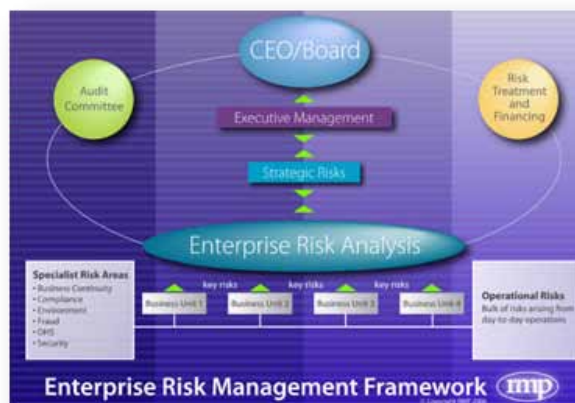 CEO/Board
Audit
Committee
Risk
Treatment
and
Financing
Executive Management
Strategic Risks
Enterprise Risk Analysis
Specialist Risk Areas
• Business Continuity
• Compliance
• Environment
• Fraud
• OHS
• Security
key risks
key risks
key risks
Business Unit 1
Business Unit 2
Business Unit 3
Business Unit 4
Operational Risks
Bulk of risks arising from
day-to-day operations
Enterprise Risk Management Framework
rmp
© Copyright RMP 2006